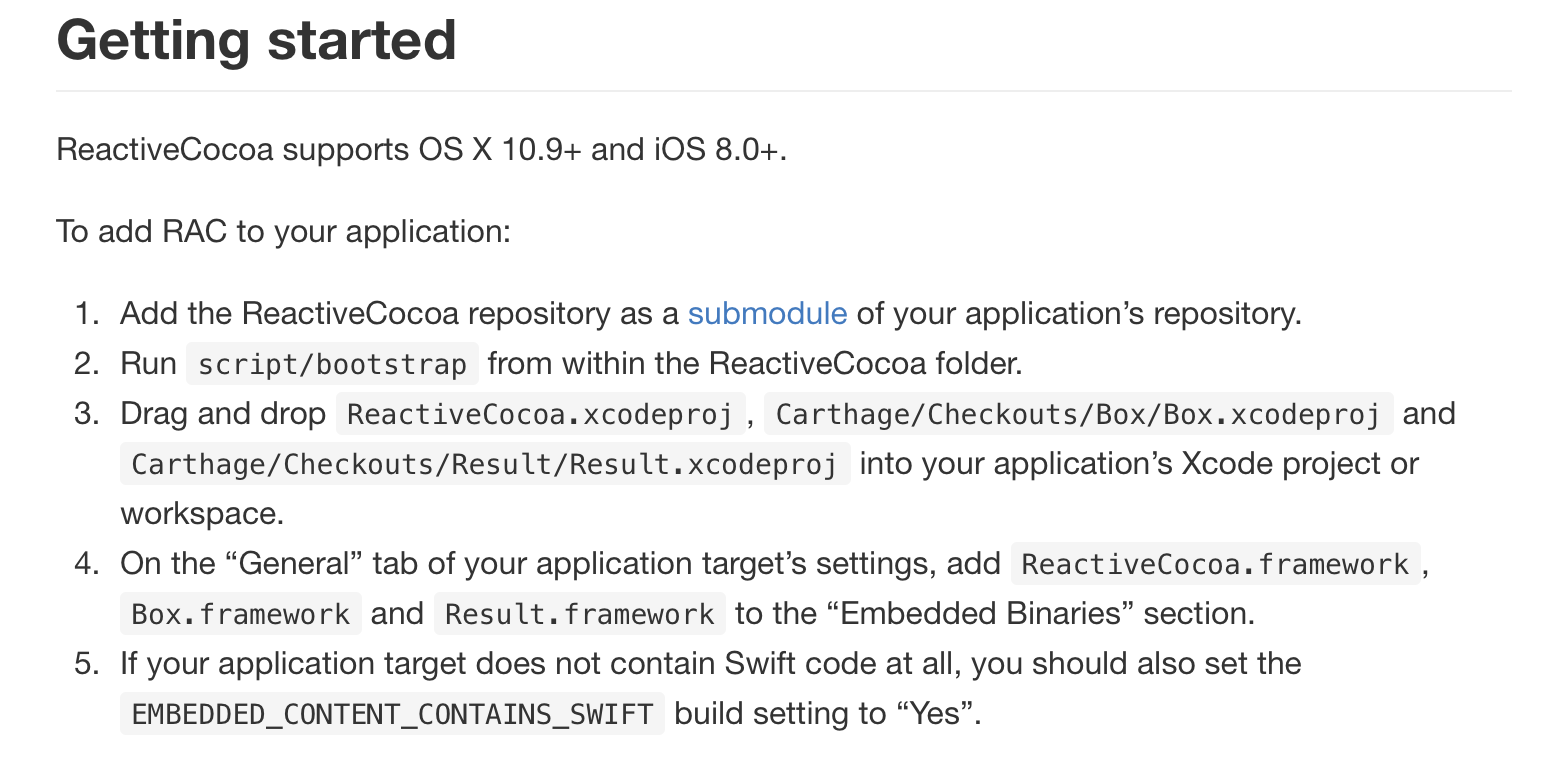 Getting started
ReactiveCocoa supports OS X 10.9+ and iOS 8.0+.
To add RAC to your application:
1. Add the ReactiveCocoa repository as a submodule of your application’s repository.
2. Run script/bootstrap from within the ReactiveCocoa folder.
3. Drag and drop ReactiveCocoa.xcodeproj, Carthage/Checkouts/Box/Box.xcodeproj and
Carthage/Checkouts/Result/Result.xcodeproj into your application’s Xcode project or
workspace.
4. On the “General” tab of your application target’s settings, add ReactiveCocoa.framework,
Box.framework and Result.framework to the “Embedded Binaries” section.
5. If your application target does not contain Swift code at all, you should also set the
EMBEDDED_CONTENT_CONTAINS_SWIFT build setting to “Yes”.